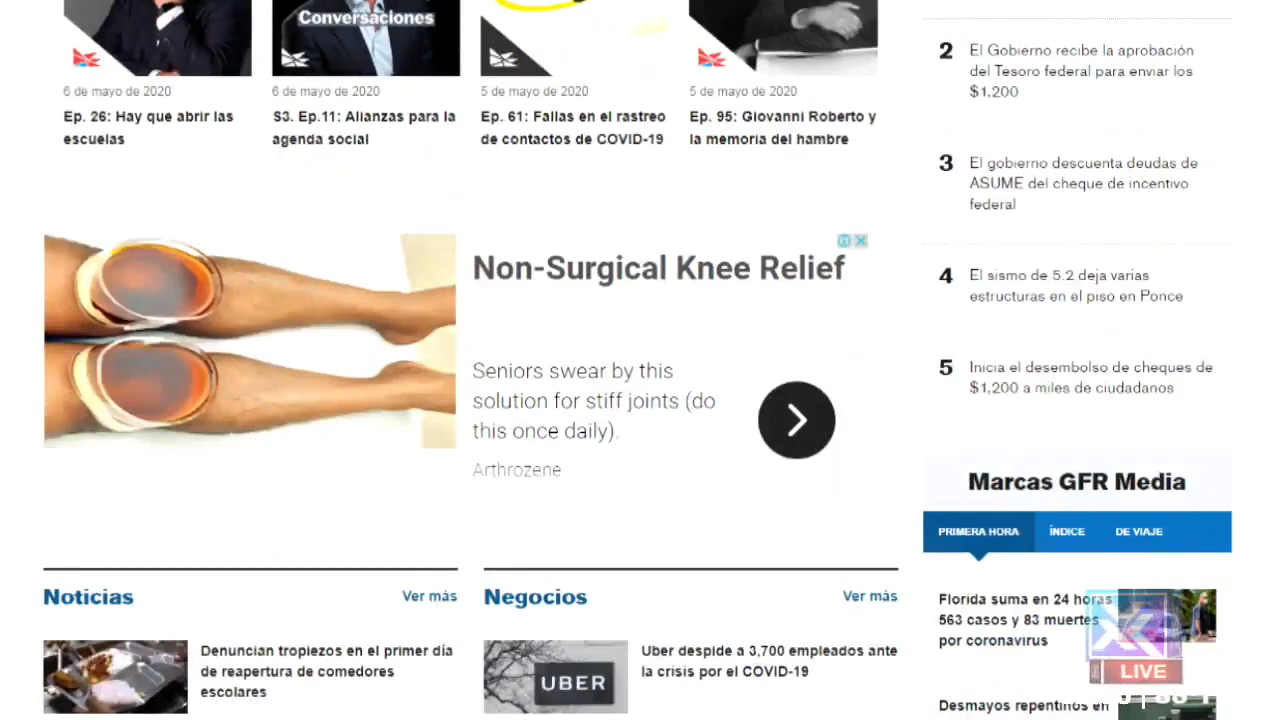 Conversaciones
6 de mayo de 2020
Ep. 26: Hay que abrir las
escuelas
6 de mayo de 2020
S3. Ep.11: Alianzas para la
agenda social
5 de mayo de 2020
Ep. 61: Fallas en el rastreo
de contactos de COVID-19
5 de mayo de 2020
Ep. 95: Giovanni Roberto y
la memoria del hambre
Non-Surgical Knee Relief
Seniors swear by this
solution for stiff joints (do
this once daily).
Arthrozene
Noticias
Ver más
Denuncian tropiezos en el primer día
de reapertura de comedores
escolares
Negocios
Ver más
UBER
Uber despide a 3,700 empleados ante
la crisis por el COVID-19
2
El Gobierno recibe la aprobación
del Tesoro federal para enviar los
$1,200
3
El gobierno descuenta deudas de
ASUME del cheque de incentivo
federal
4
El sismo de 5.2 deja varias
estructuras en el piso en Ponce
5
Inicia el desembolso de cheques de
$1,200 a miles de ciudadanos
Marcas GFR Media
PRIMERA HORA
ÍNDICE
DE VIAJE
Florida suma en 24 horas
563 casos y 83 muertes
por coronavirus
LIVE
Desmayos repentinos en